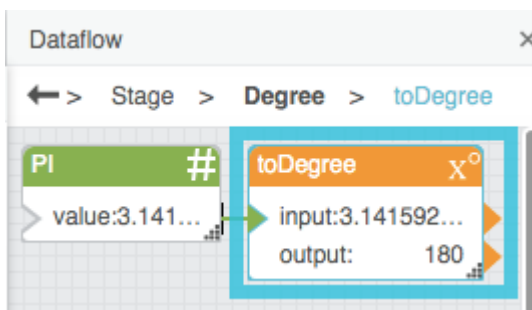 Dataflow ×
← > Stage > Degree > toDegree
PI #
value:3.141...
toDegree x°
input:3.141592...
output: 180